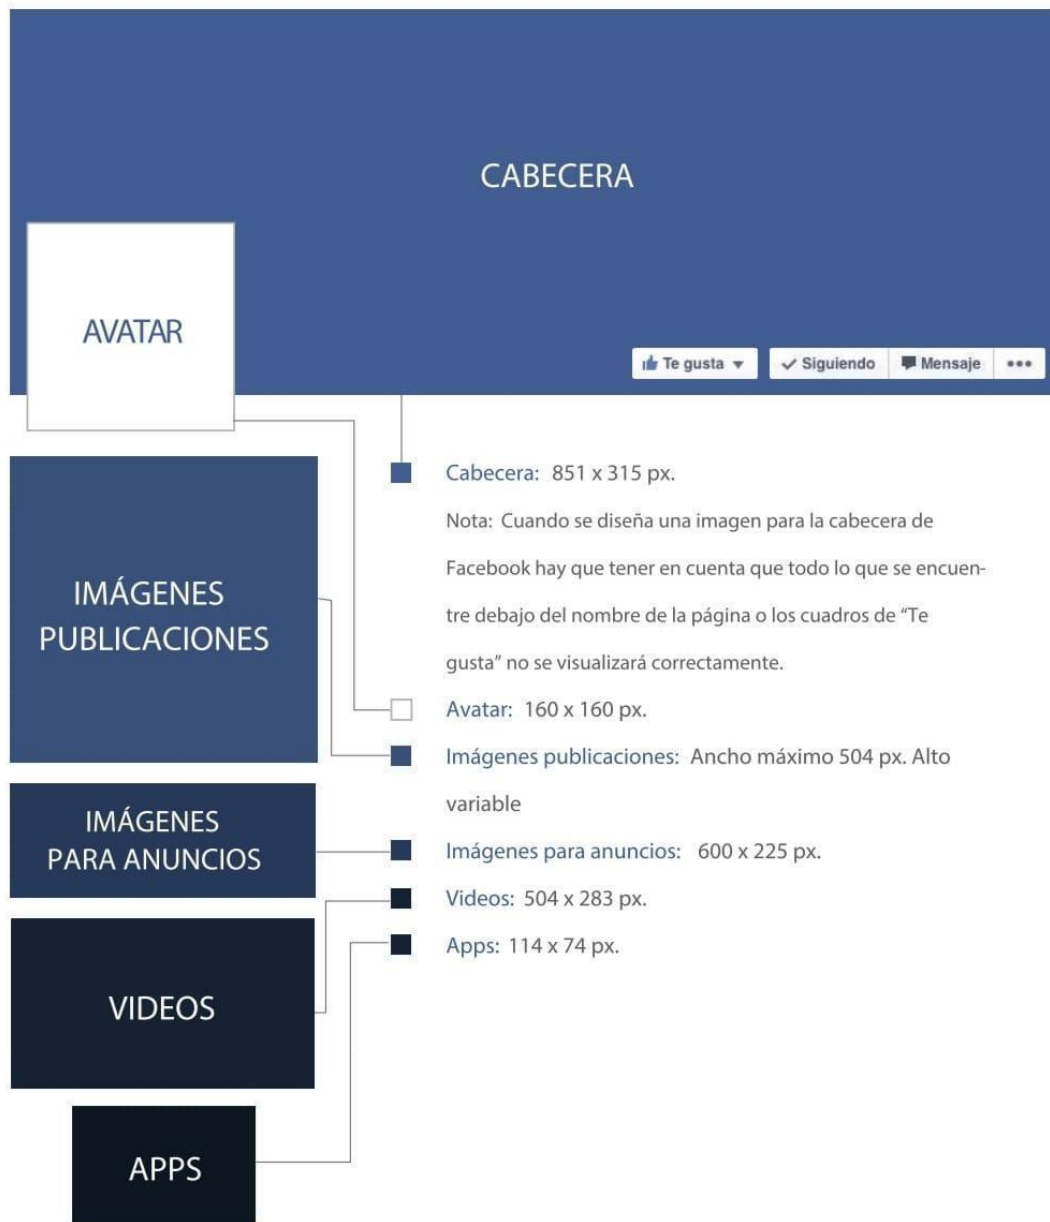 CABECERA
AVATAR
Te gusta
Siguiendo
Mensaje
Cabecera: 851 x 315 px.
Nota: Cuando se diseña una imagen para la cabecera de
Facebook hay que tener en cuenta que todo lo que se encuen-
tre debajo del nombre de la página o los cuadros de “Te
gusta” no se visualizará correctamente.
Avatar: 160 x 160 px.
Imágenes publicaciones: Ancho máximo 504 px. Alto
variable
Imágenes para anuncios: 600 x 225 px.
Videos: 504 x 283 px.
Apps: 114 x 74 px.
IMÁGENES
PUBLICACIONES
IMÁGENES
PARA ANUNCIOS
VIDEOS
APPS